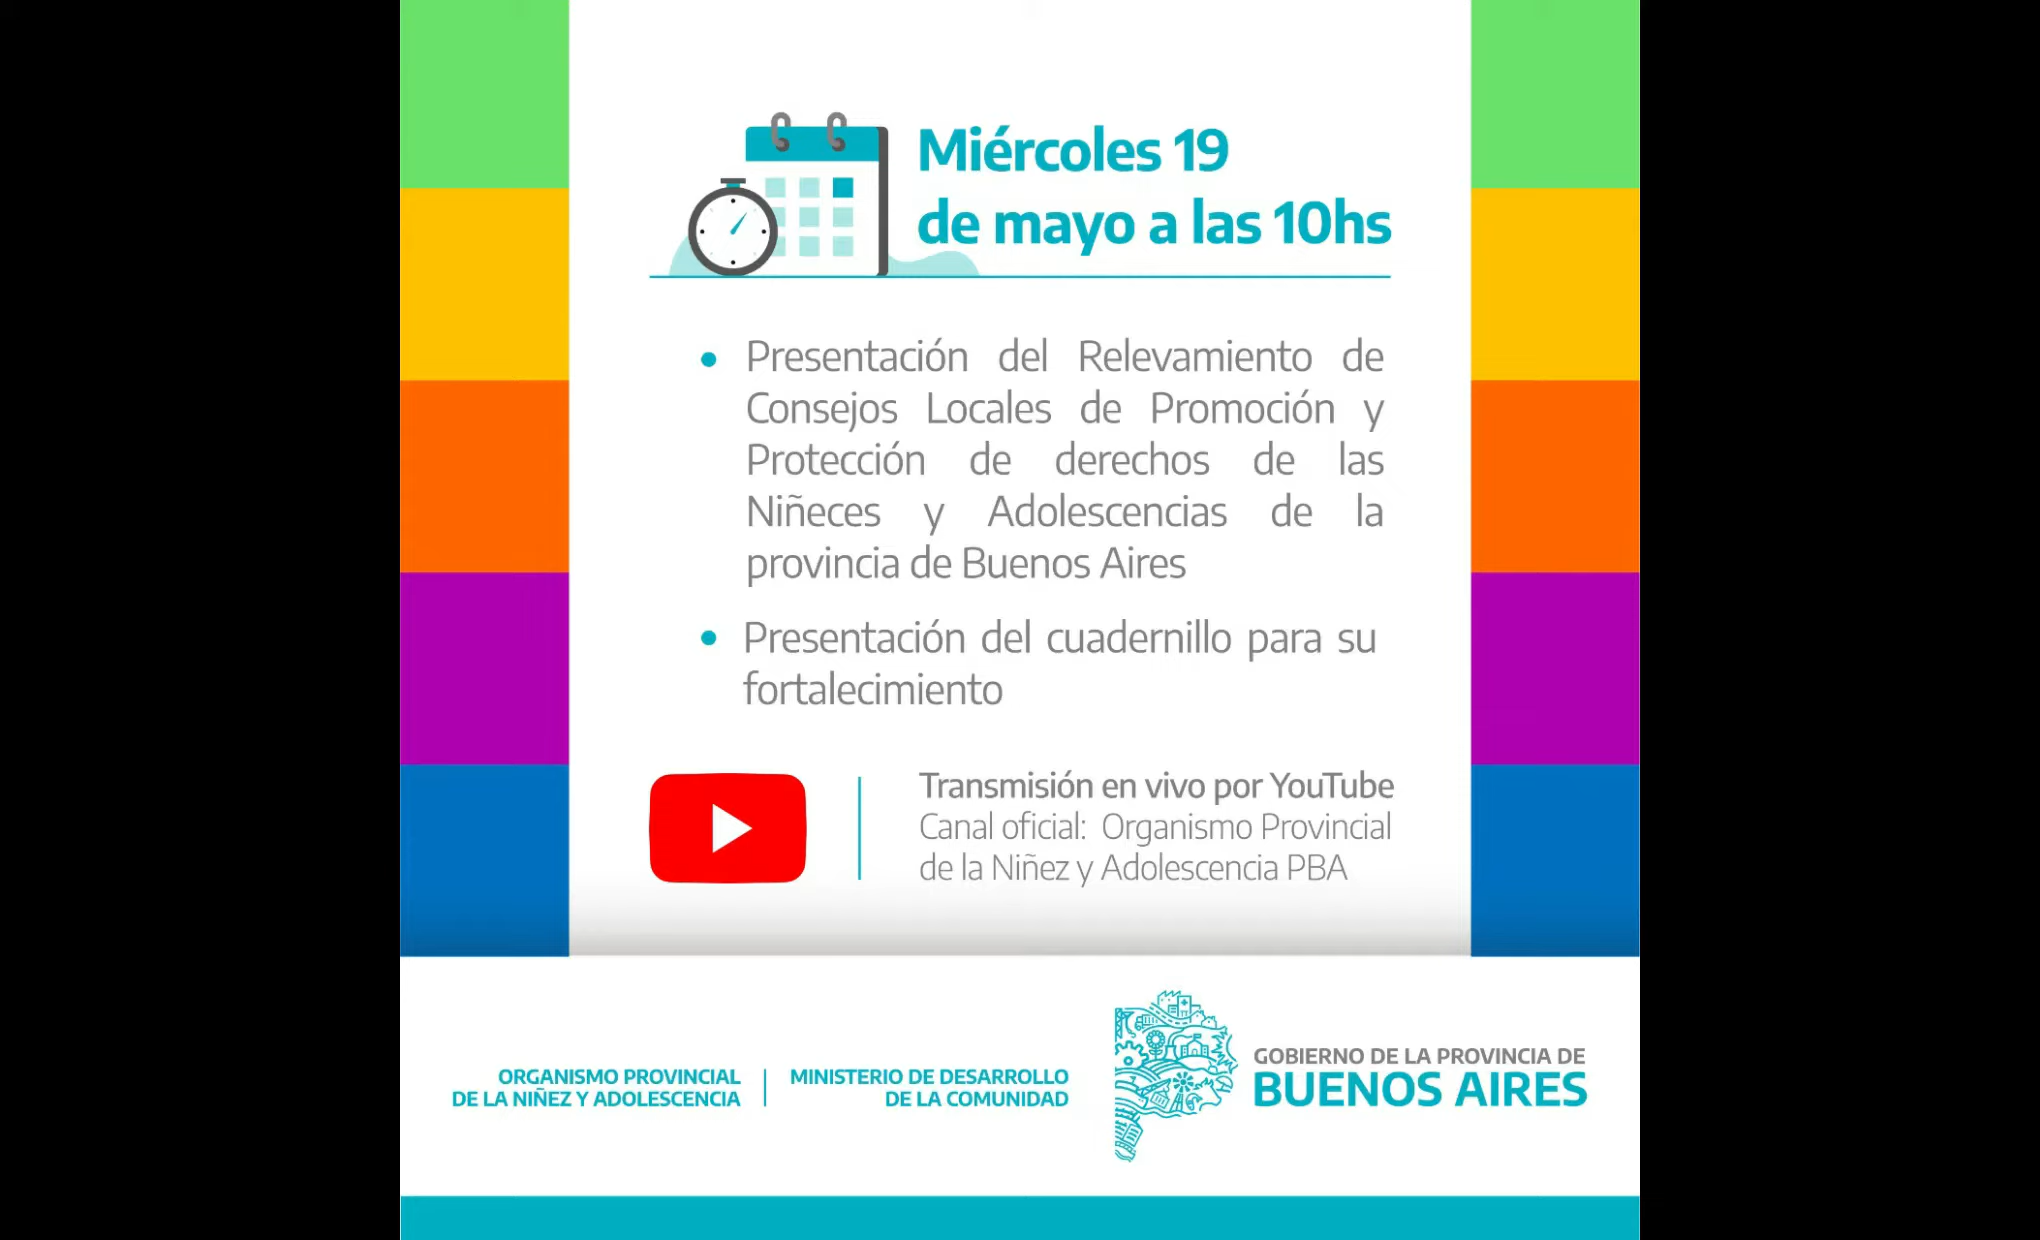 Miércoles 19
de mayo a las 10hs
• Presentación del Relevamiento de
Consejos Locales de Promoción y
Protección de derechos de las
Niñeces y Adolescencias de la
provincia de Buenos Aires
• Presentación del cuadernillo para su
fortalecimiento
Transmisión en vivo por YouTube
Canal oficial: Organismo Provincial
de la Niñez y Adolescencia PBA
ORGANISMO PROVINCIAL
DE LA NIÑEZ Y ADOLESCENCIA
MINISTERIO DE DESARROLLO
DE LA COMUNIDAD
GOBIERNO DE LA PROVINCIA DE
BUENOS AIRES